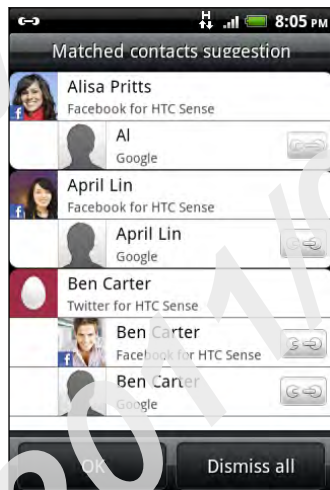 H
8:05 PM
Matched contacts suggestion
Alisa Pritts
Facebook for HTC Sense
Al
Google
April Lin
Facebook for HTC Sense
April Lin
Google
Ben Carter
Twitter for HTC Sense
Ben Carter
Facebook for HTC Sense
Ben Carter
Google
OK
Dismiss all